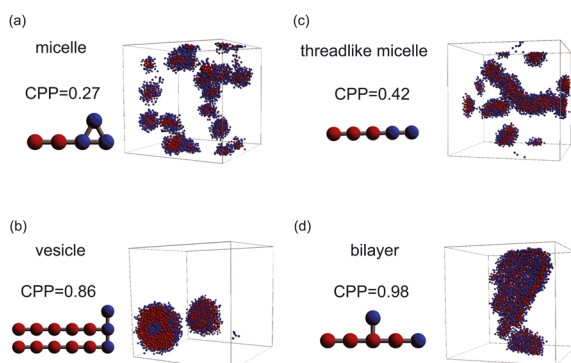 (a)
micelle
CPP=0.27
(c)
threadlike micelle
CPP=0.42
(b)
vesicle
CPP=0.86
(d)
bilayer
CPP=0.98